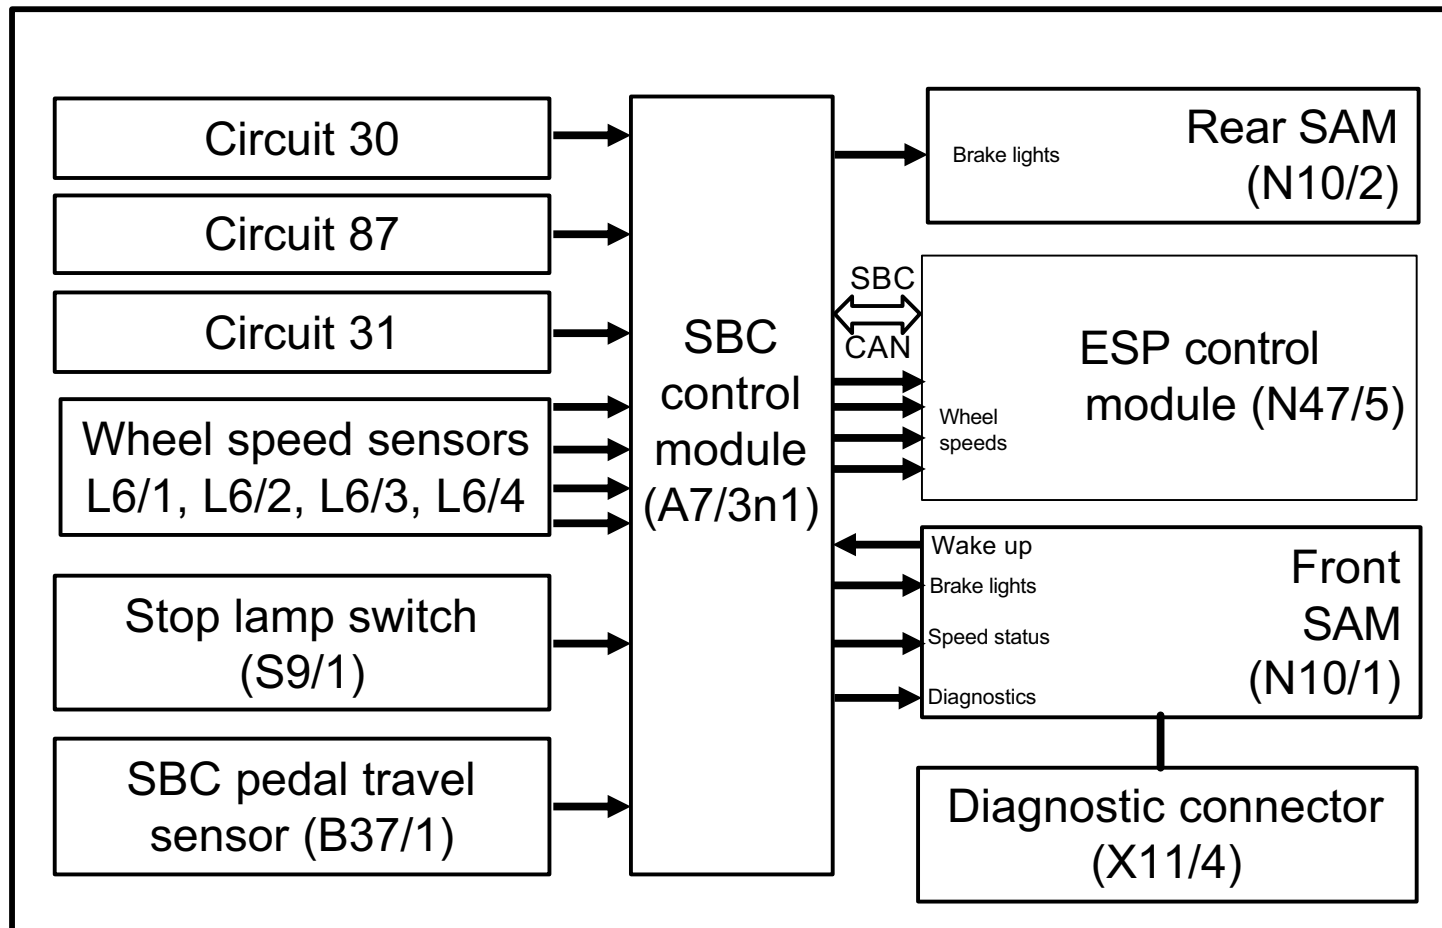 Circuit 30
Circuit 87
Circuit 31
Wheel speed sensors
L6/1, L6/2, L6/3, L6/4
Stop lamp switch
(S9/1)
SBC pedal travel
sensor (B37/1)
SBC
control
module
(A7/3n1)
Brake lights
Rear SAM
(N10/2)
SBC
CAN
Wheel
speeds
ESP control
module (N47/5)
Wake up
Brake lights
Speed status
Diagnostics
Front
SAM
(N10/1)
Diagnostic connector
(X11/4)